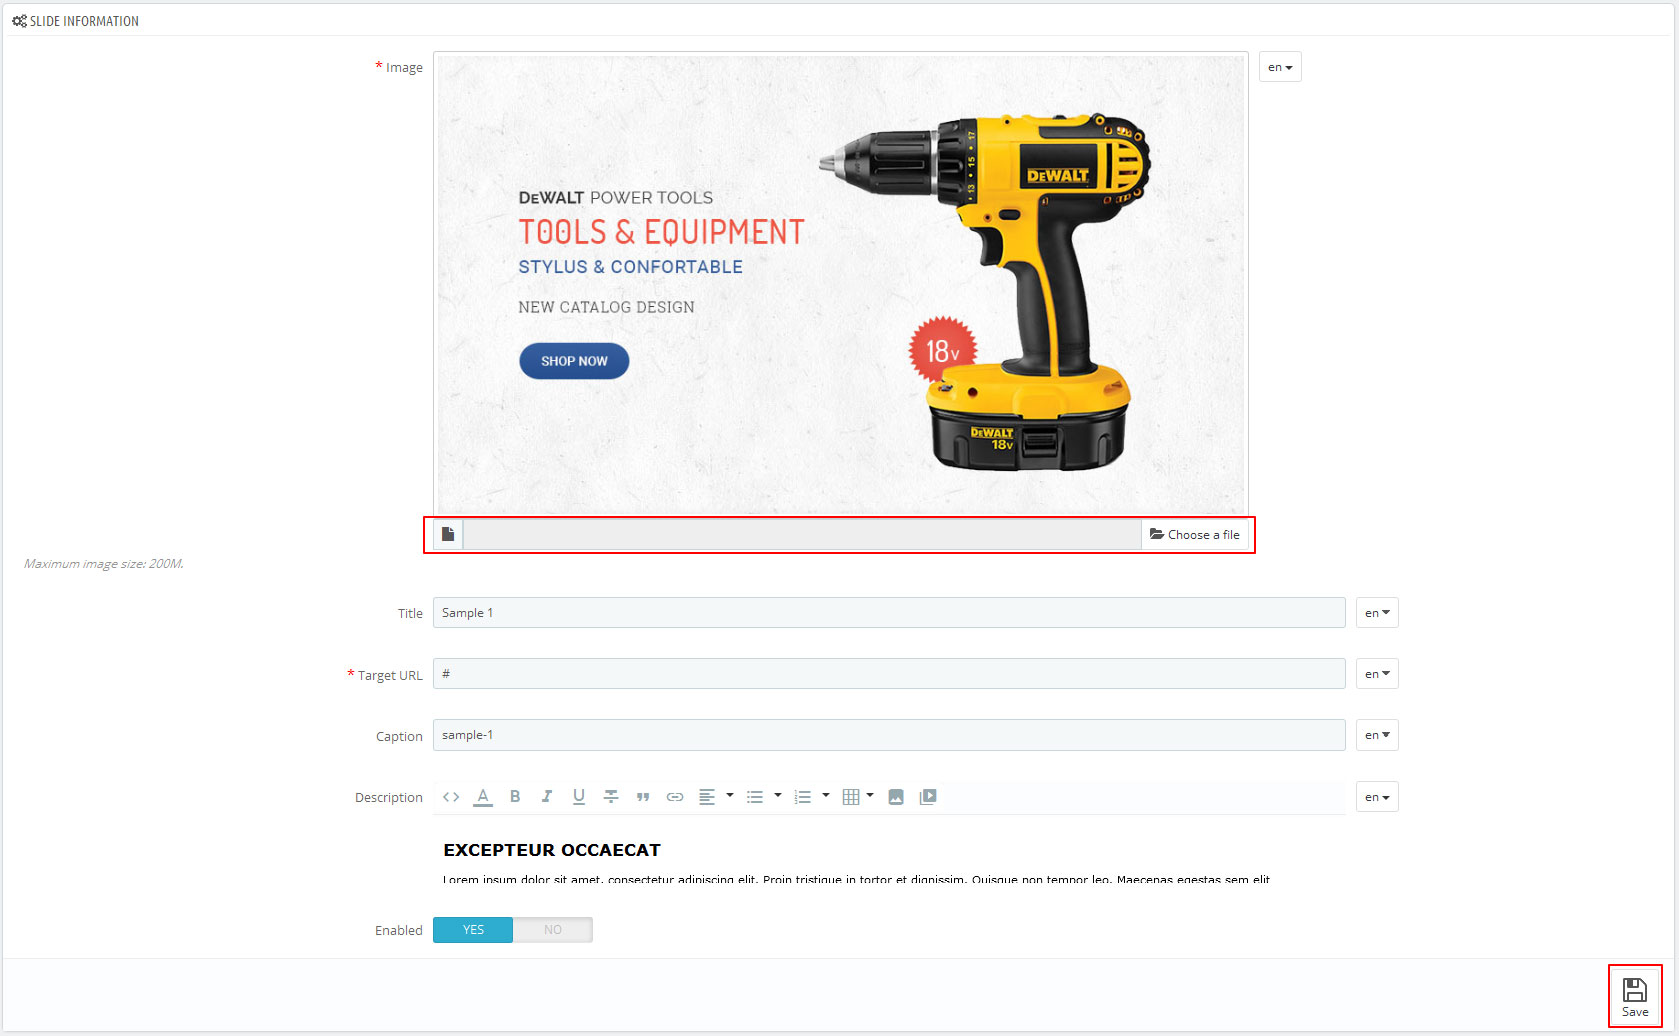 SLIDE INFORMATION
* Image
en
DEWALT POWER TOOLS
TOOLS & EQUIPMENT
STYLUS & CONFORTABLE
NEW CATALOG DESIGN
SHOP NOW
17
15
13
DEWALT
18v
DEWALT
18v
Choose a file
Maximum image size: 200M.
Title
Sample 1
en
* Target URL
#
en
Caption
sample-1
en
Description
en
EXCEPTEUR OCCAECAT
Lorem ipsum dolor sit amet, consectetur adipiscing elit. Proin tristique in tortor et dignissim. Quisque non tempor leo. Maecenas egestas sem elit
Enabled
YES
NO
Save